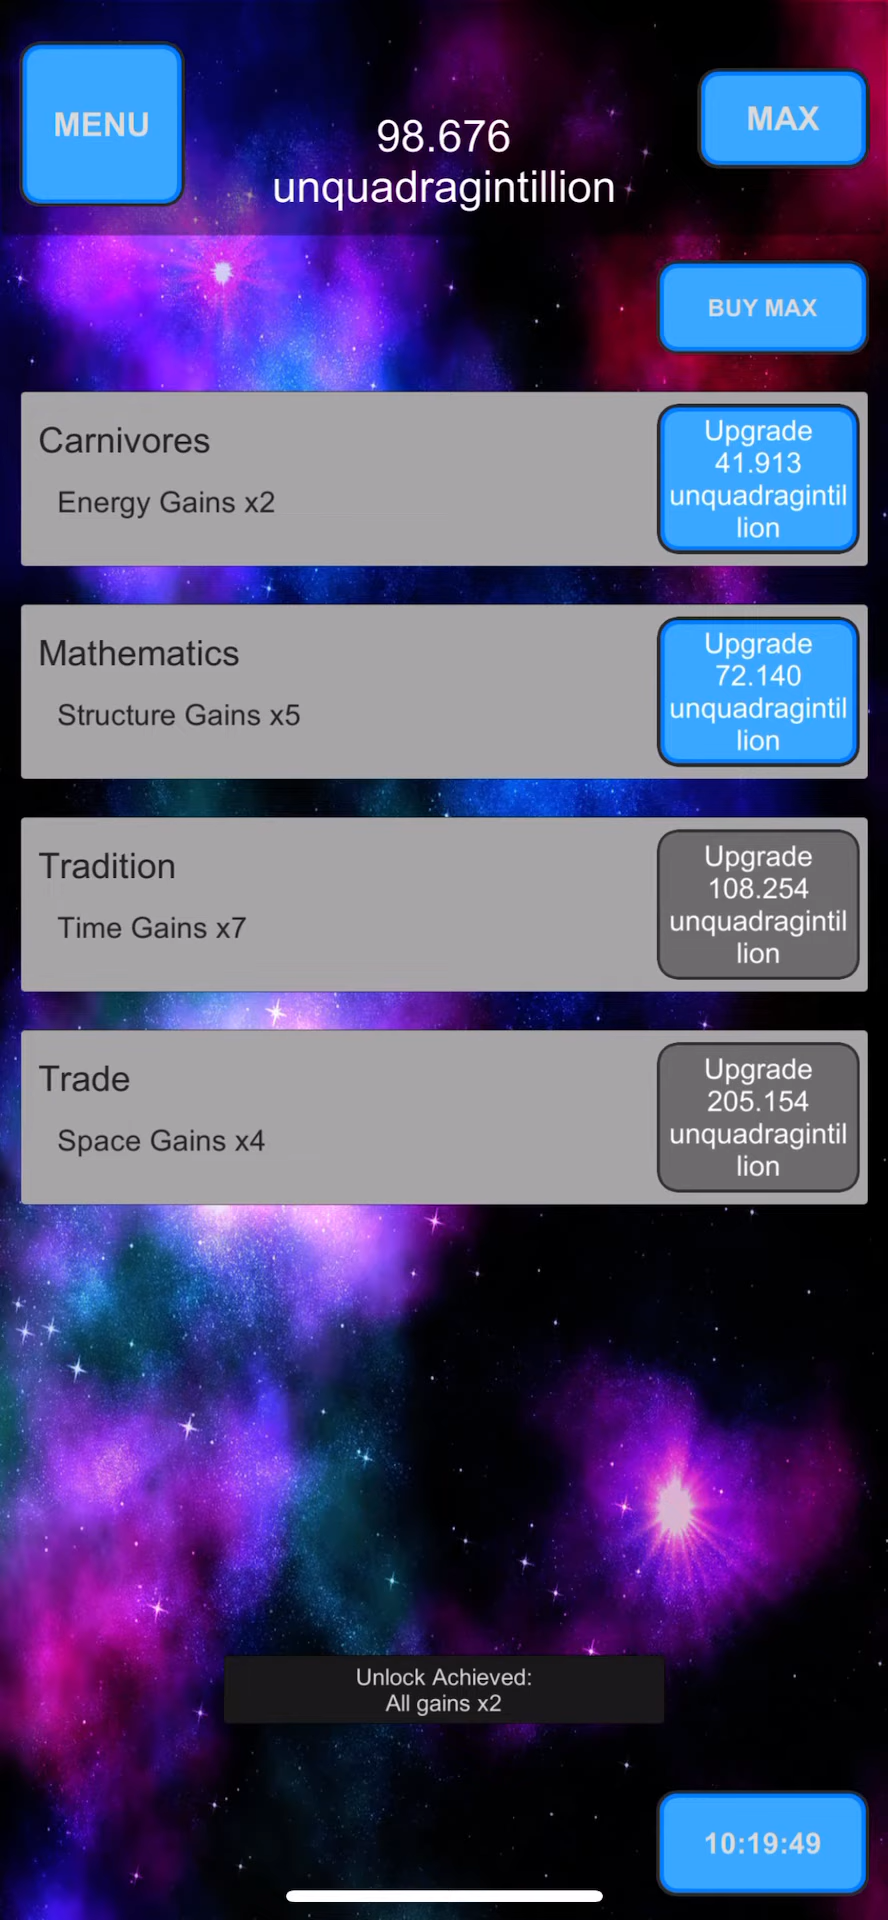 MENU
98.676
unquadragintillion
MAX
BUY MAX
Carnivores
Energy Gains x2
Upgrade
41.913
unquadragintil
lion
Mathematics
Structure Gains x5
Upgrade
72.140
unquadragintil
lion
Tradition
Time Gains x7
Upgrade
108.254
unquadragintil
lion
Trade
Space Gains x4
Upgrade
205.154
unquadragintil
lion
Unlock Achieved:
All gains x2
10:19:49